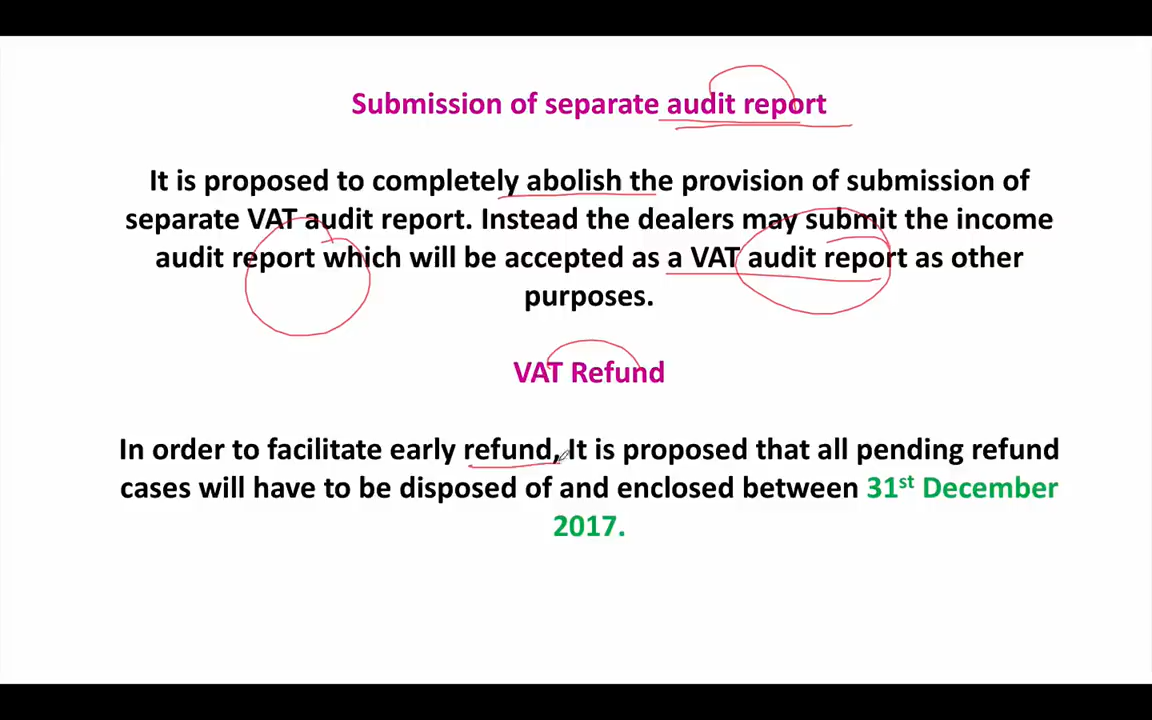 Submission of separate audit report
It is proposed to completely abolish the provision of submission of
separate VAT audit report. Instead the dealers may submit the income
audit report which will be accepted as a VAT audit report as other
purposes.
VAT Refund
In order to facilitate early refund, It is proposed that all pending refund
cases will have to be disposed of and enclosed between 31st December
2017.